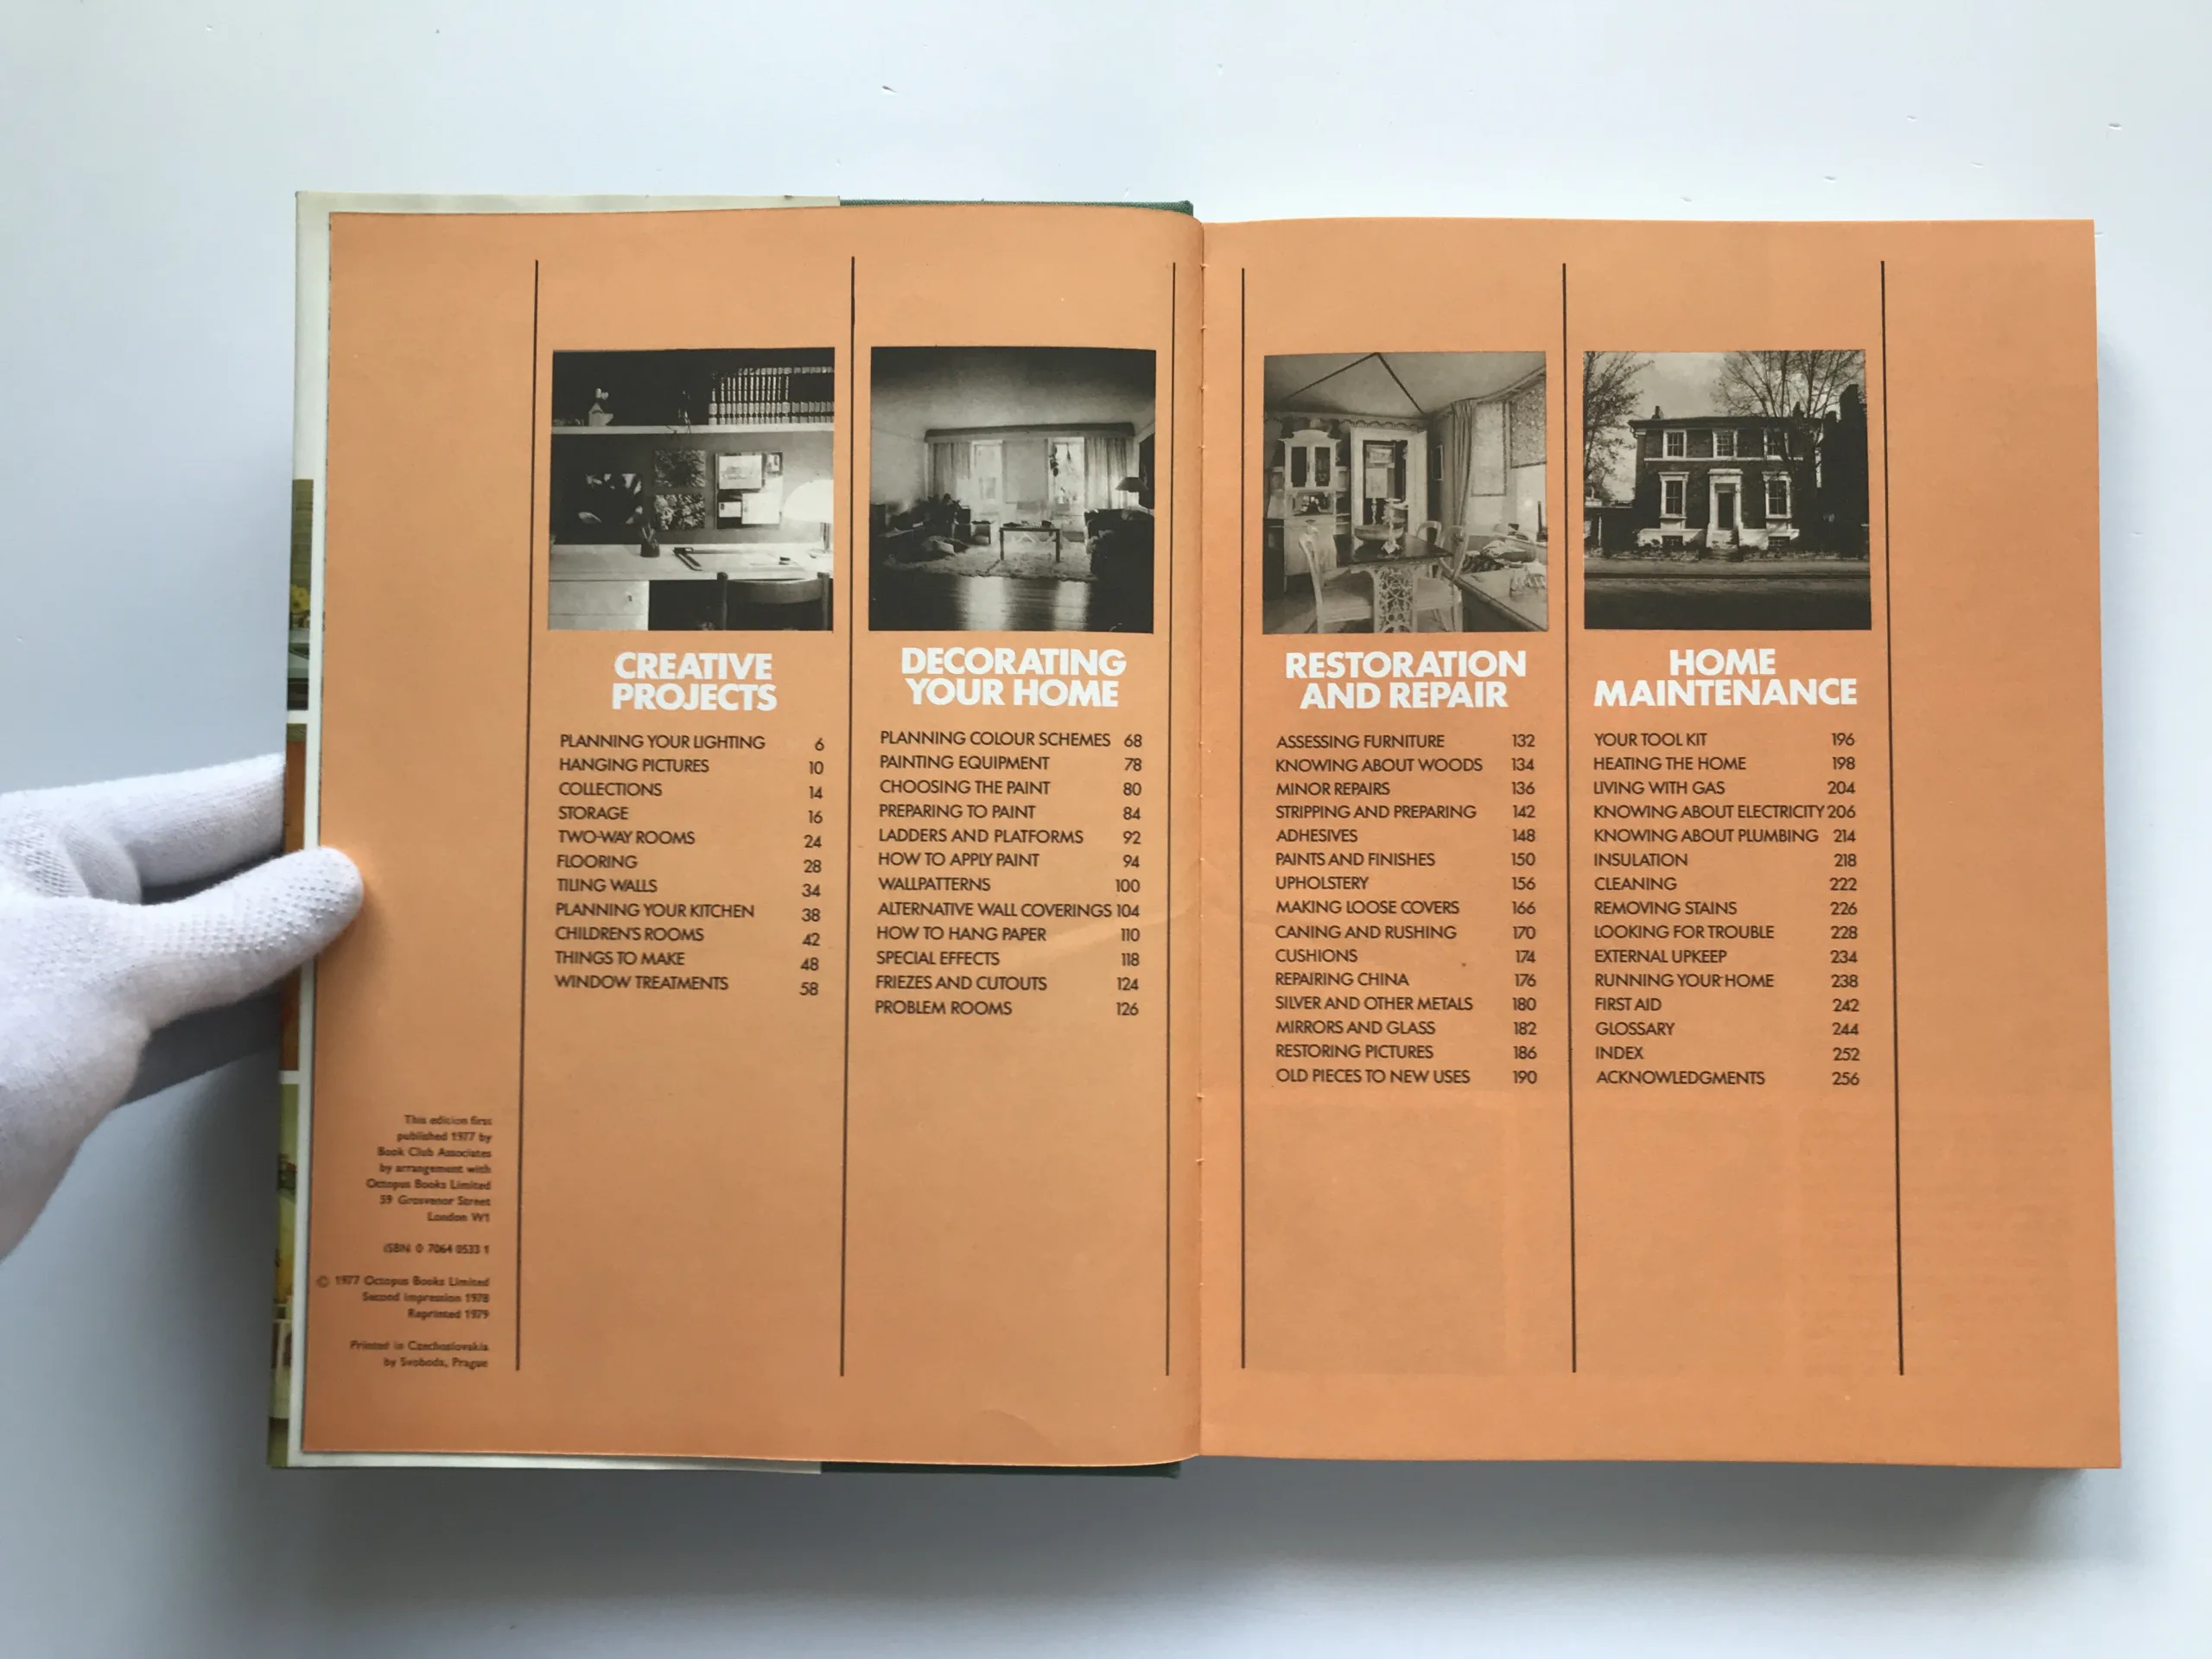 CREATIVE
PROJECTS
PLANNING YOUR LIGHTING 6
HANGING PICTURES 10
COLLECTIONS 14
STORAGE 16
TWO-WAY ROOMS 24
FLOORING 28
TILING WALLS 34
PLANNING YOUR KITCHEN 38
CHILDREN'S ROOMS 42
THINGS TO MAKE 48
WINDOW TREATMENTS 58
DECORATING
YOUR HOME
PLANNING COLOUR SCHEMES 68
PAINTING EQUIPMENT 78
CHOOSING THE PAINT 80
PREPARING TO PAINT 84
LADDERS AND PLATFORMS 92
HOW TO APPLY PAINT 94
WALLPATTERNS 100
ALTERNATIVE WALL COVERINGS 104
HOW TO HANG PAPER 110
SPECIAL EFFECTS 118
FRIEZES AND CUTOUTS 124
PROBLEM ROOMS 126
This edition first
published 1977 by
Book Club Associates
by arrangement with
Octopus Books Limited
59 Grosvenor Street
London W1
ISBN 0 7064 0533 1
© 1977 Octopus Books Limited
Second impression 1978
Reprinted 1979
Printed in Czechoslovakia
by Svoboda, Prague
RESTORATION
AND REPAIR
ASSESSING FURNITURE 132
KNOWING ABOUT WOODS 134
MINOR REPAIRS 136
STRIPPING AND PREPARING 142
ADHESIVES 148
PAINTS AND FINISHES 150
UPHOLSTERY 156
MAKING LOOSE COVERS 166
CANING AND RUSHING 170
CUSHIONS 174
REPAIRING CHINA 176
SILVER AND OTHER METALS 180
MIRRORS AND GLASS 182
RESTORING PICTURES 186
OLD PIECES TO NEW USES 190
HOME
MAINTENANCE
YOUR TOOL KIT 196
HEATING THE HOME 198
LIVING WITH GAS 204
KNOWING ABOUT ELECTRICITY 206
KNOWING ABOUT PLUMBING 214
INSULATION 218
CLEANING 222
REMOVING STAINS 226
LOOKING FOR TROUBLE 228
EXTERNAL UPKEEP 234
RUNNING YOUR HOME 238
FIRST AID 242
GLOSSARY 244
INDEX 252
ACKNOWLEDGMENTS 256